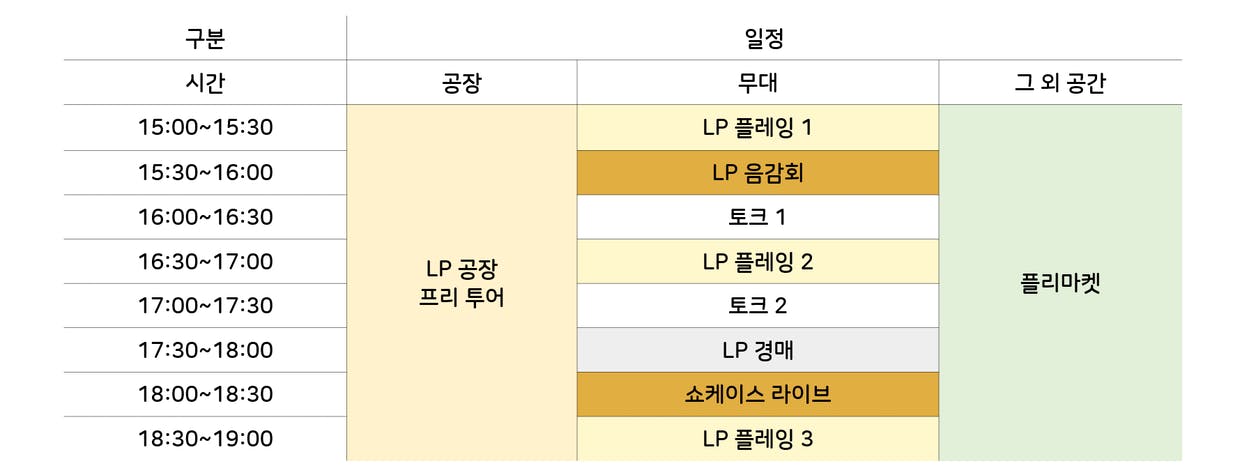 구분 일정
시간 공장 무대 그 외 공간
15:00~15:30 LP 플레잉 1
15:30~16:00 LP 음감회
16:00~16:30 토크 1
16:30~17:00 LP 플레잉 2
LP 공장
프리 투어
플리마켓
17:00~17:30 토크 2
17:30~18:00 LP 경매
18:00~18:30 쇼케이스 라이브
18:30~19:00 LP 플레잉 3